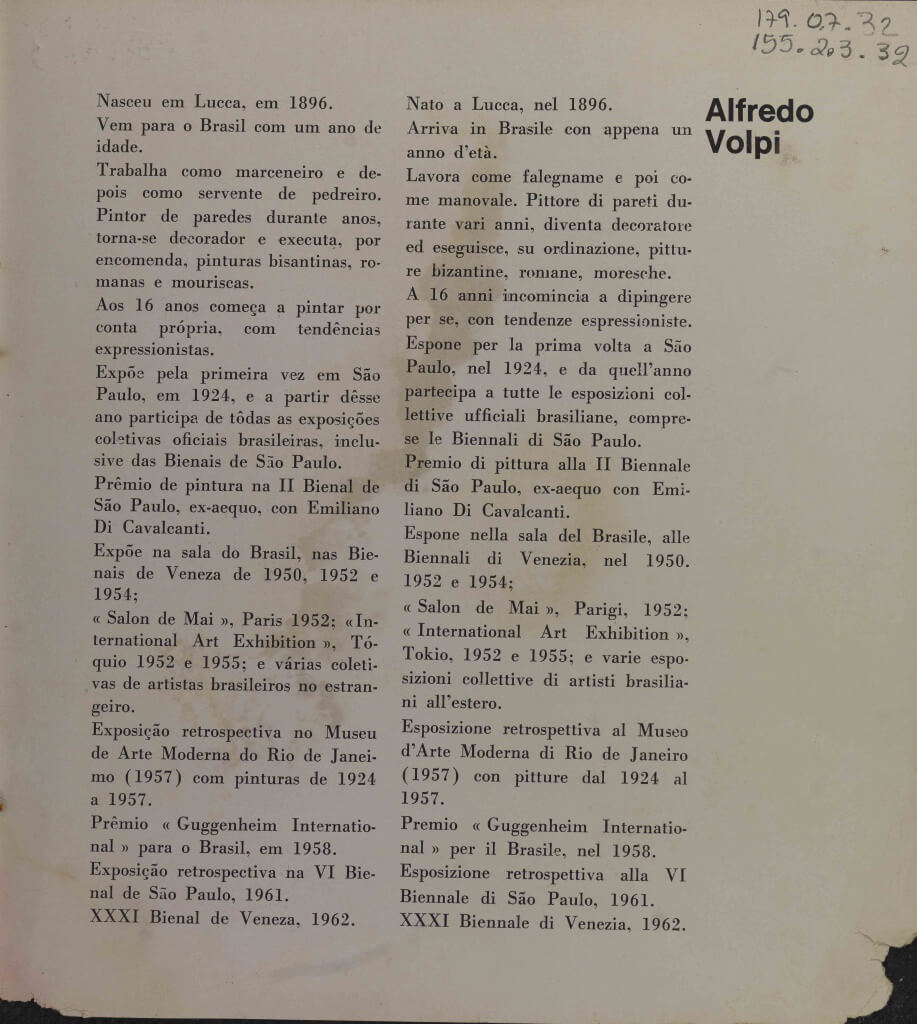 179.07.32
155.2.3.32
Alfredo
Volpi
Nasceu em Lucca, em 1896.
Vem para o Brasil com um ano de
idade.
Trabalha como marceneiro e de-
pois como servente de pedreiro.
Pintor de paredes durante anos,
torna-se decorador e executa, por
encomenda, pinturas bisantinas, ro-
manas e mouriscas.
Aos 16 anos começa a pintar por
conta própria, com tendências
expressionistas.
Expõe pela primeira vez em São
Paulo, em 1924, e a partir dêsse
ano participa de tôdas as exposições
coletivas oficiais brasileiras, inclu-
sive das Bienais de São Paulo.
Prêmio de pintura na II Bienal de
São Paulo, ex-aequo, con Emiliano
Di Cavalcanti.
Expõe na sala do Brasil, nas Bie-
nais de Veneza de 1950, 1952 e
1954;
« Salon de Mai », Paris 1952; «In-
ternational Art Exhibition », Tó-
quio 1952 e 1955; e várias coleti-
vas de artistas brasileiros no estran-
geiro.
Exposição retrospectiva no Museu
de Arte Moderna do Rio de Janei-
mo (1957) com pinturas de 1924
a 1957.
Prêmio « Guggenheim Internatio-
nal » para o Brasil, em 1958.
Exposição retrospectiva na VI Bie-
nal de São Paulo, 1961.
XXXI Bienal de Veneza, 1962.
Nato a Lucca, nel 1896.
Arriva in Brasile con appena un
anno d'età.
Lavora come falegname e poi co-
me manovale. Pittore di pareti du-
rante vari anni, diventa decoratore
ed eseguisce, su ordinazione, pittu-
re bizantine, romane, moresche.
A 16 anni incomincia a dipingere
per se, con tendenze espressioniste.
Espone per la prima volta a São
Paulo, nel 1924, e da quell'anno
partecipa a tutte le esposizioni col-
lettive ufficiali brasiliane, compre-
se le Biennali di São Paulo.
Premio di pittura alla II Biennale
di São Paulo, ex-aequo con Emi-
liano Di Cavalcanti.
Espone nella sala del Brasile, alle
Biennali di Venezia, nel 1950.
1952 e 1954;
« Salon de Mai », Parigi, 1952;
« International Art Exhibition »,
Tokio, 1952 e 1955; e varie espo-
sizioni collettive di artisti brasilia-
ni all'estero.
Esposizione retrospettiva al Museo
d'Arte Moderna di Rio de Janeiro
(1957) con pitture dal 1924 al
1957.
Premio « Guggenheim Internatio-
nal » per il Brasile, nel 1958.
Esposizione retrospettiva alla VI
Biennale di São Paulo, 1961.
XXXI Biennale di Venezia, 1962.